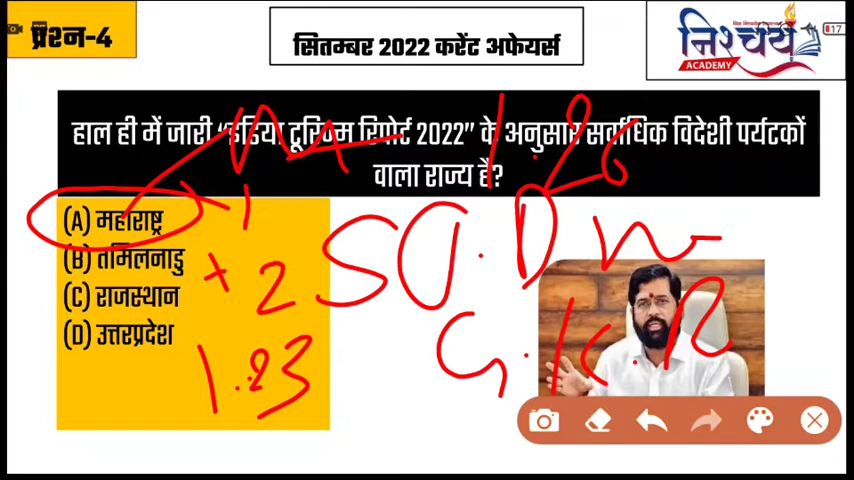 प्रश्न-4
सितम्बर 2022 करेंट अफेयर्स
निश्चय
ACADEMY
17
हाल ही में जारी "इंडिया टूरिज्म रिपोर्ट 2022" के अनुसार सर्वाधिक विदेशी पर्यटकों
वाला राज्य है?
(A) महाराष्ट्र
(B) तमिलनाडु
(C) राजस्थान
(D) उत्तरप्रदेश
+ 1
+ 2
1.23
1.26
G.K.R